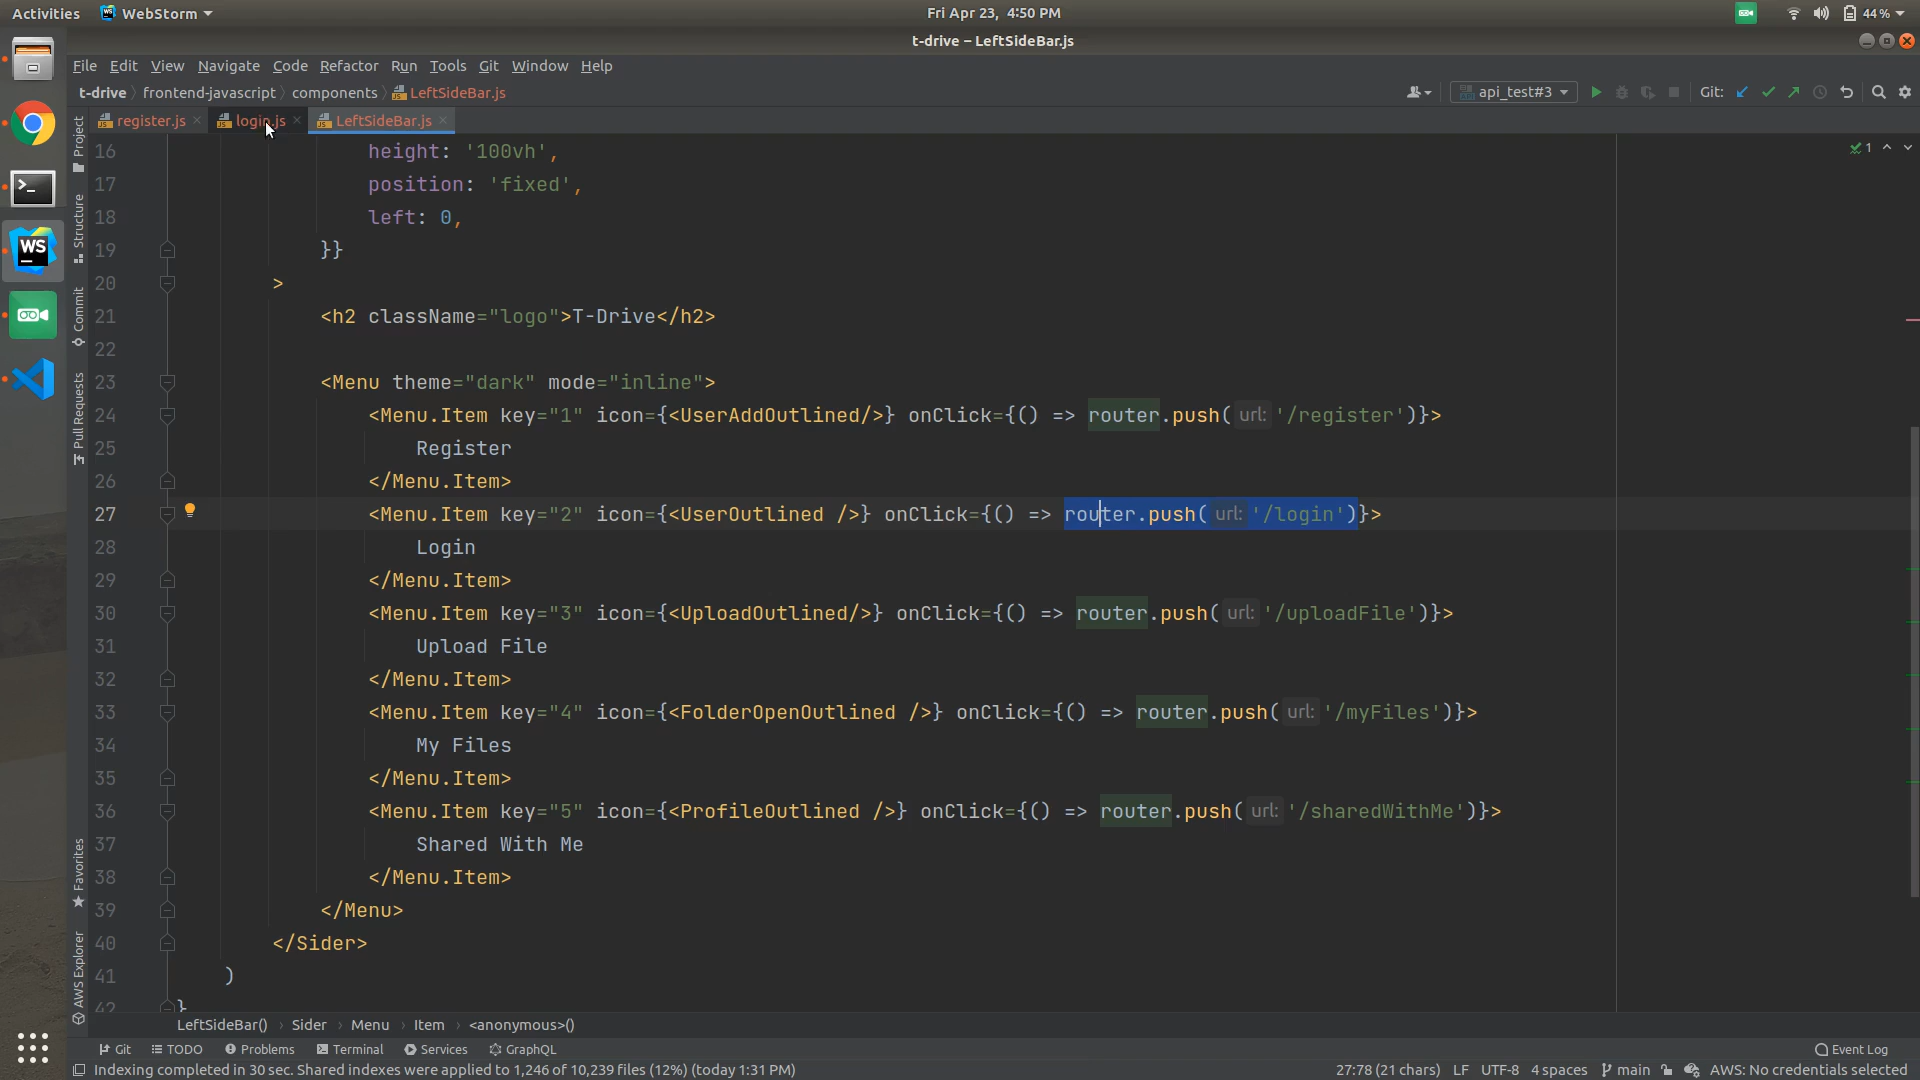 Activities WebStorm Fri Apr 23, 4:50 PM 44%
t-drive – LeftSideBar.js
File Edit View Navigate Code Refactor Run Tools Git Window Help
t-drive frontend-javascript components LeftSideBar.js api_test#3 Git:
register.js login.js LeftSideBar.js
1
16 height: '100vh',
17 position: 'fixed',
18 left: 0,
19 }}
20 >
21 <h2 className="logo">T-Drive</h2>
22
23 <Menu theme="dark" mode="inline">
24 <Menu.Item key="1" icon={<UserAddOutlined/>} onClick={() => router.push( url: '/register')}>
25 Register
26 </Menu.Item>
27 <Menu.Item key="2" icon={<UserOutlined />} onClick={() => router.push( url: '/login')}>
28 Login
29 </Menu.Item>
30 <Menu.Item key="3" icon={<UploadOutlined/>} onClick={() => router.push( url: '/uploadFile')}>
31 Upload File
32 </Menu.Item>
33 <Menu.Item key="4" icon={<FolderOpenOutlined />} onClick={() => router.push( url: '/myFiles')}>
34 My Files
35 </Menu.Item>
36 <Menu.Item key="5" icon={<ProfileOutlined />} onClick={() => router.push( url: '/sharedWithMe')}>
37 Shared With Me
38 </Menu.Item>
39 </Menu>
40 </Sider>
41 )
42 }
Project
Structure
Commit
Pull Requests
Favorites
AWS Explorer
WS
LeftSideBar() Sider Menu Item <anonymous>()
Git TODO Problems Terminal Services GraphQL Event Log
Indexing completed in 30 sec. Shared indexes were applied to 1,246 of 10,239 files (12%) (today 1:31 PM) 27:78 (21 chars) LF UTF-8 4 spaces main AWS: No credentials selected